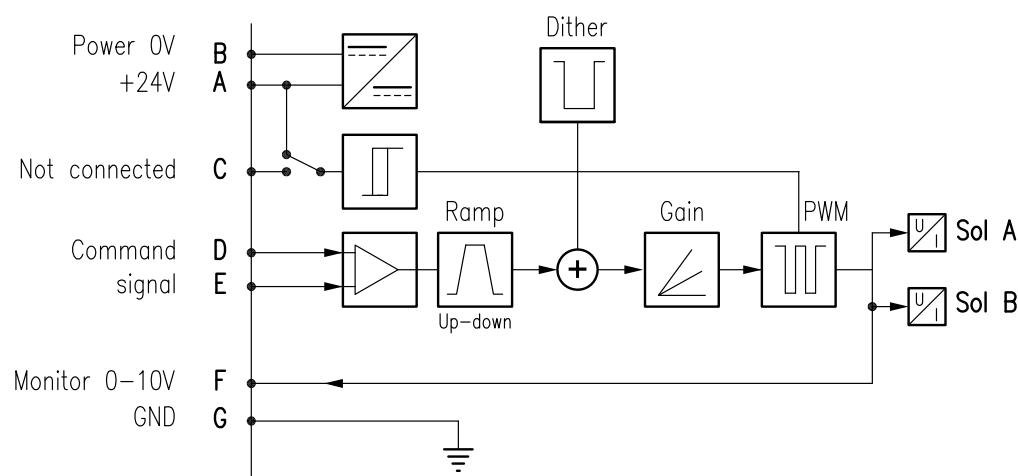 Dither
Power 0V B
+24V A
Not connected C
Ramp
Gain
PWM
Command D
signal E
Up-down
U
I
Sol A
U
I
Sol B
Monitor 0-10V F
GND G